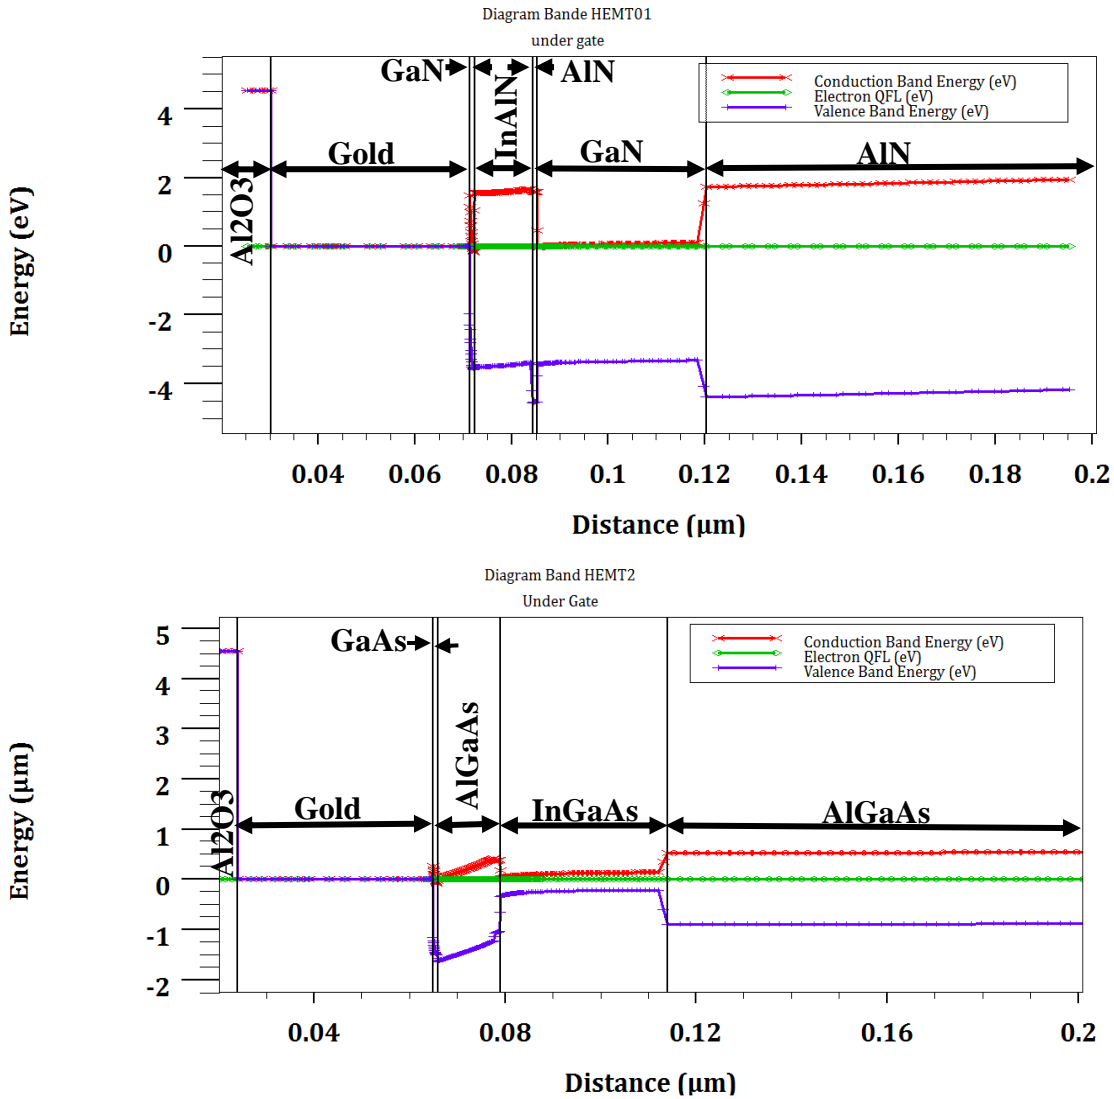 Diagram Bande HEMT01
under gate
GaN
InAlN
AlN
Conduction Band Energy (eV)
Electron QFL (eV)
Valence Band Energy (eV)
Al2O3
Gold
GaN
AlN
Energy (eV)
4
2
0
-2
-4
0.04 0.06 0.08 0.1 0.12 0.14 0.16 0.18 0.2
Distance (μm)
Diagram Band HEMT2
Under Gate
GaAs
Conduction Band Energy (eV)
Electron QFL (eV)
Valence Band Energy (eV)
Al2O3
Gold
AlGaAs
InGaAs
AlGaAs
Energy (μm)
5
4
3
2
1
0
-1
-2
0.04 0.08 0.12 0.16 0.2
Distance (μm)